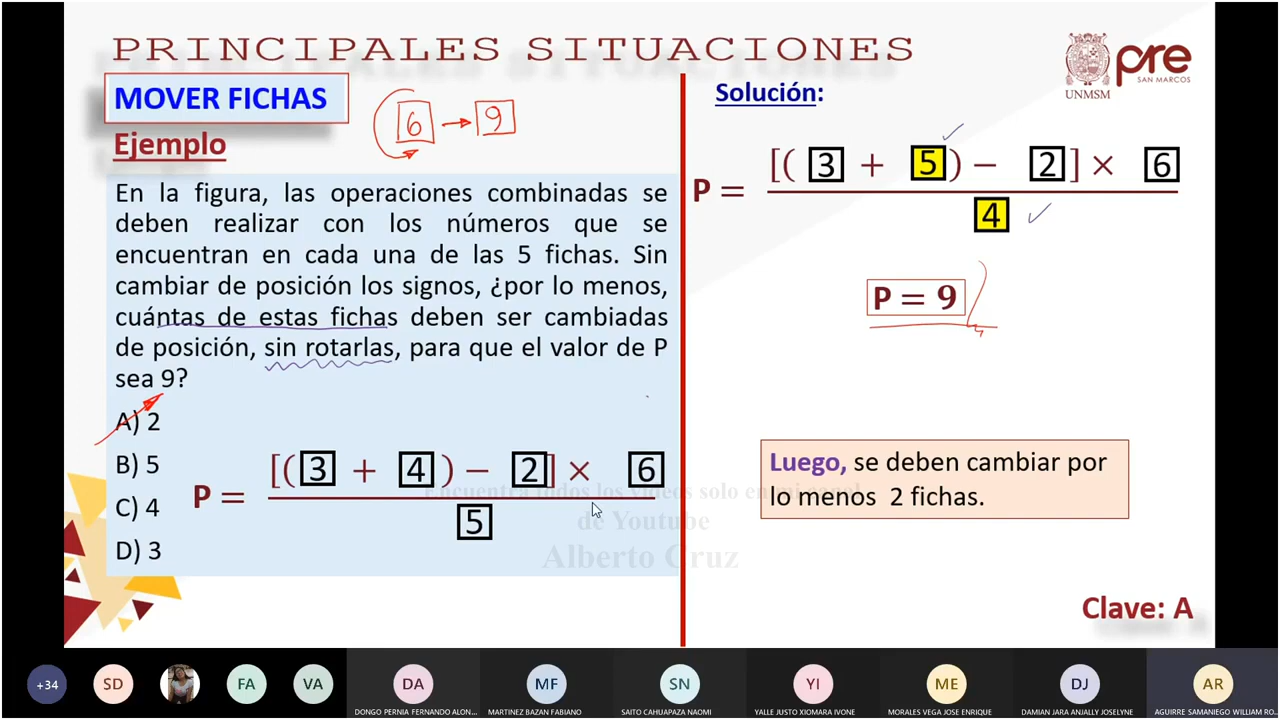 PRINCIPALES SITUACIONES
MOVER FICHAS
6 → 9
Ejemplo
En la figura, las operaciones combinadas se
deben realizar con los números que se
encuentran en cada una de las 5 fichas. Sin
cambiar de posición los signos, ¿por lo menos,
cuántas de estas fichas deben ser cambiadas
de posición, sin rotarlas, para que el valor de P
sea 9?
A) 2
B) 5
C) 4
D) 3
[( 3 + 4 ) − 2 ] × 6
P =
5
UNMSM
pre
SAN MARCOS
Solución:
[( 3 + 5 ) − 2 ] × 6
P =
4
P = 9
Luego, se deben cambiar por
lo menos 2 fichas.
Clave: A
Encuentra todos los videos solo en mi canal
de Youtube
Alberto Cruz
+34
SD
FA
VA
DA
MF
SN
YI
ME
DJ
AR
DONGO PERNIA FERNANDO ALON...
MARTINEZ BAZAN FABIANO
SAITO CAHUAPAZA NAOMI
YALLE JUSTO XIOMARA IVONE
MORALES VEGA JOSE ENRIQUE
DAMIAN JARA ANJALLY JOSELYNE
AGUIRRE SAMANEGO WILLIAM RO...